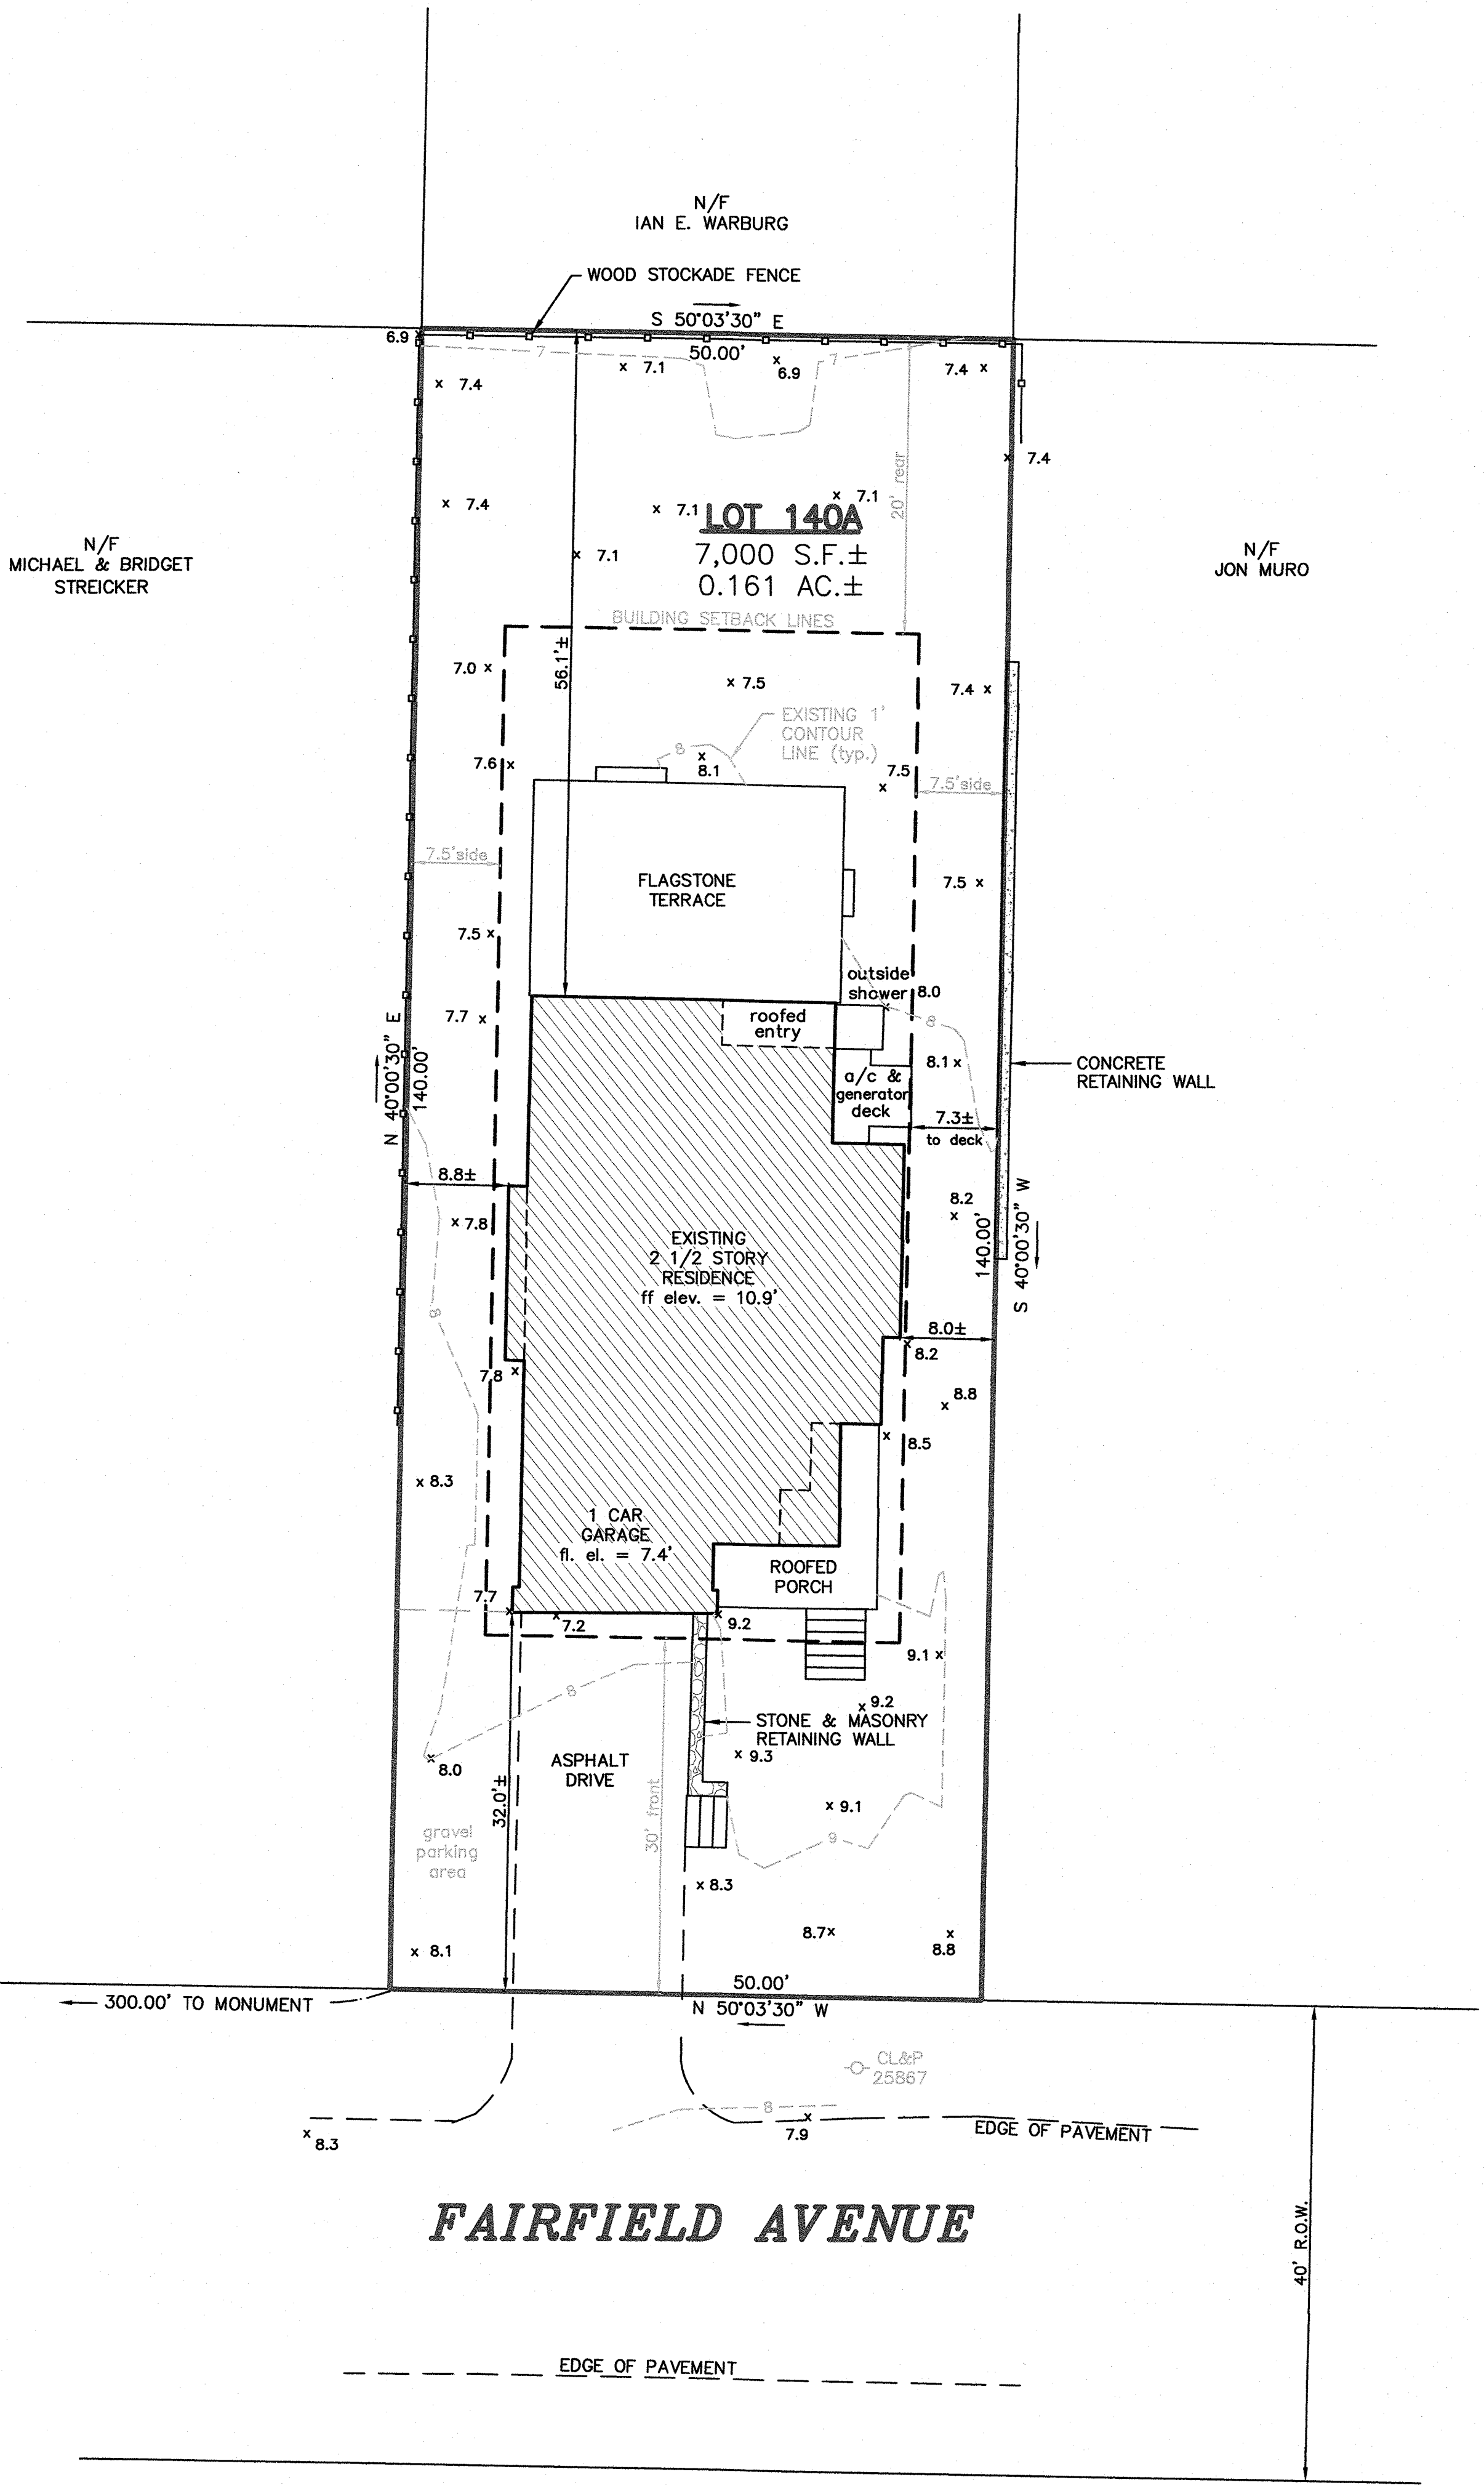 N/F
IAN E. WARBURG
WOOD STOCKADE FENCE
S 50°03'30" E
50.00'
6.9
7
7.1
6.9
7
7.4
7.4
7.4
7.4
7.1
7.1
7.1
20' rear
LOT 140A
7,000 S.F.±
0.161 AC.±
N/F
MICHAEL & BRIDGET
STREICKER
N/F
JON MURO
BUILDING SETBACK LINES
56.1'±
7.0
7.5
7.4
EXISTING 1'
CONTOUR
LINE (typ.)
8
8.1
7.6
7.5
7.5'side
7.5'side
FLAGSTONE
TERRACE
7.5
7.5
outside
shower
8.0
8
7.7
roofed
entry
N 40°00'30" E
140.00'
8.1
a/c &
generator
deck
CONCRETE
RETAINING WALL
7.3±
to deck
8.8±
7.8
8.2
140.00'
S 40°00'30" W
EXISTING
2 1/2 STORY
RESIDENCE
ff elev. = 10.9'
8
8.0±
8.2
7.8
8.8
8.5
8.3
1 CAR
GARAGE
fl. el. = 7.4'
ROOFED
PORCH
7.7
7.2
9.2
9.1
8
9.2
STONE & MASONRY
RETAINING WALL
9.3
8.0
ASPHALT
DRIVE
32.0'±
30' front
9.1
9
gravel
parking
area
8.3
8.7
8.8
8.1
50.00'
300.00' TO MONUMENT
N 50°03'30" W
CL&P
25867
8
7.9
8.3
EDGE OF PAVEMENT
FAIRFIELD AVENUE
40' R.O.W.
EDGE OF PAVEMENT